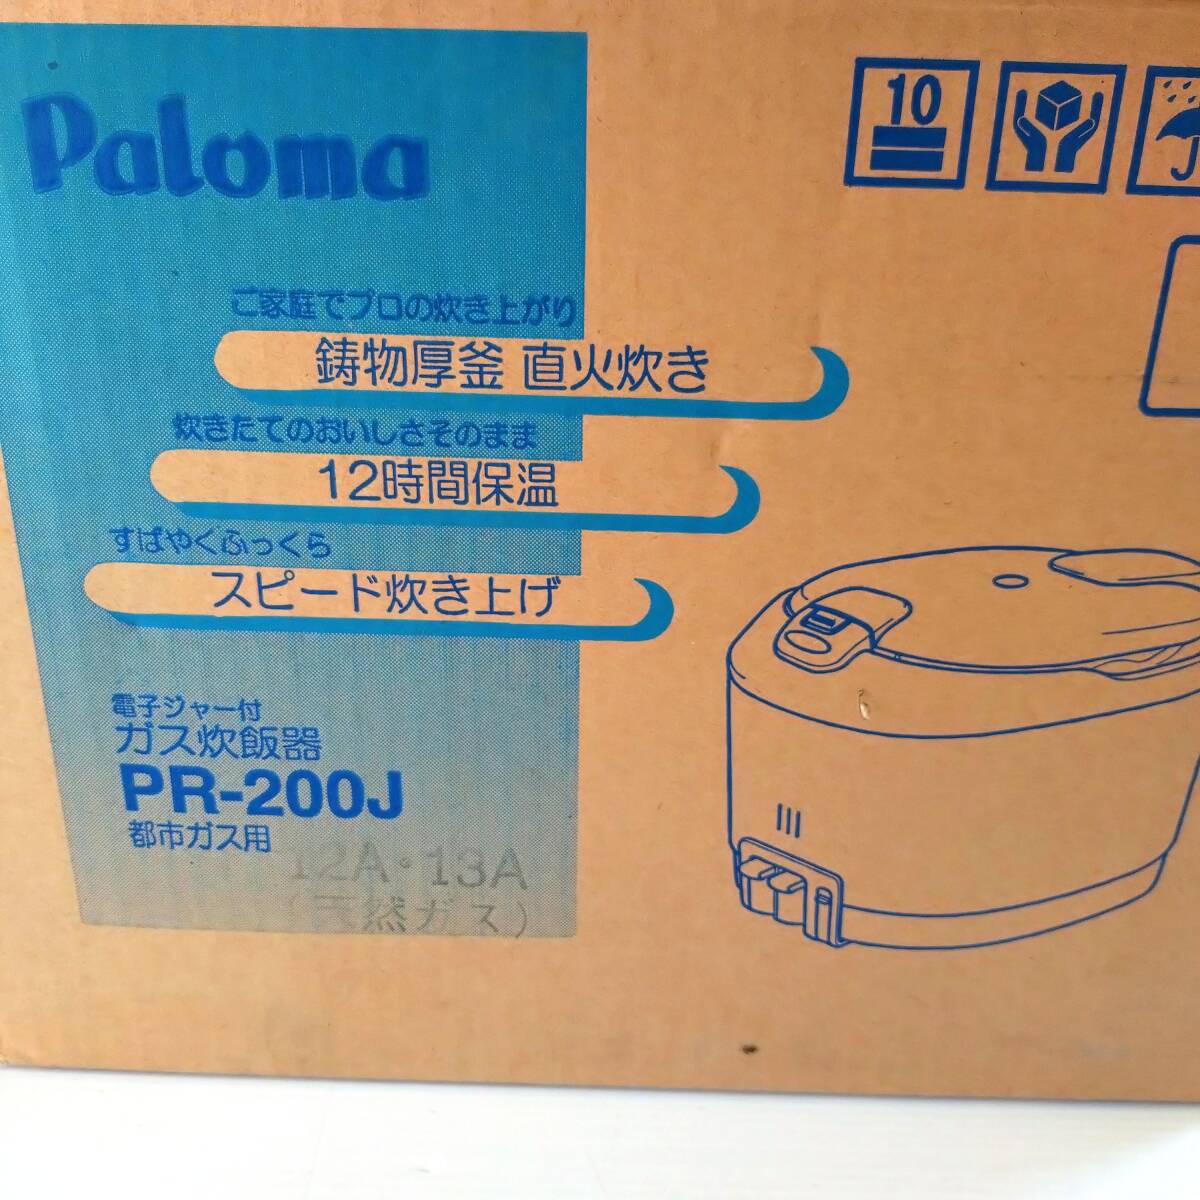 Paloma
10
ご家庭でプロの炊き上がり
鋳物厚釜 直火炊き
炊きたてのおいしさそのまま
12時間保温
すばやくふっくら
スピード炊き上げ
電子ジャー付
ガス炊飯器
PR-200J
都市ガス用
12A・13A
(天然ガス)